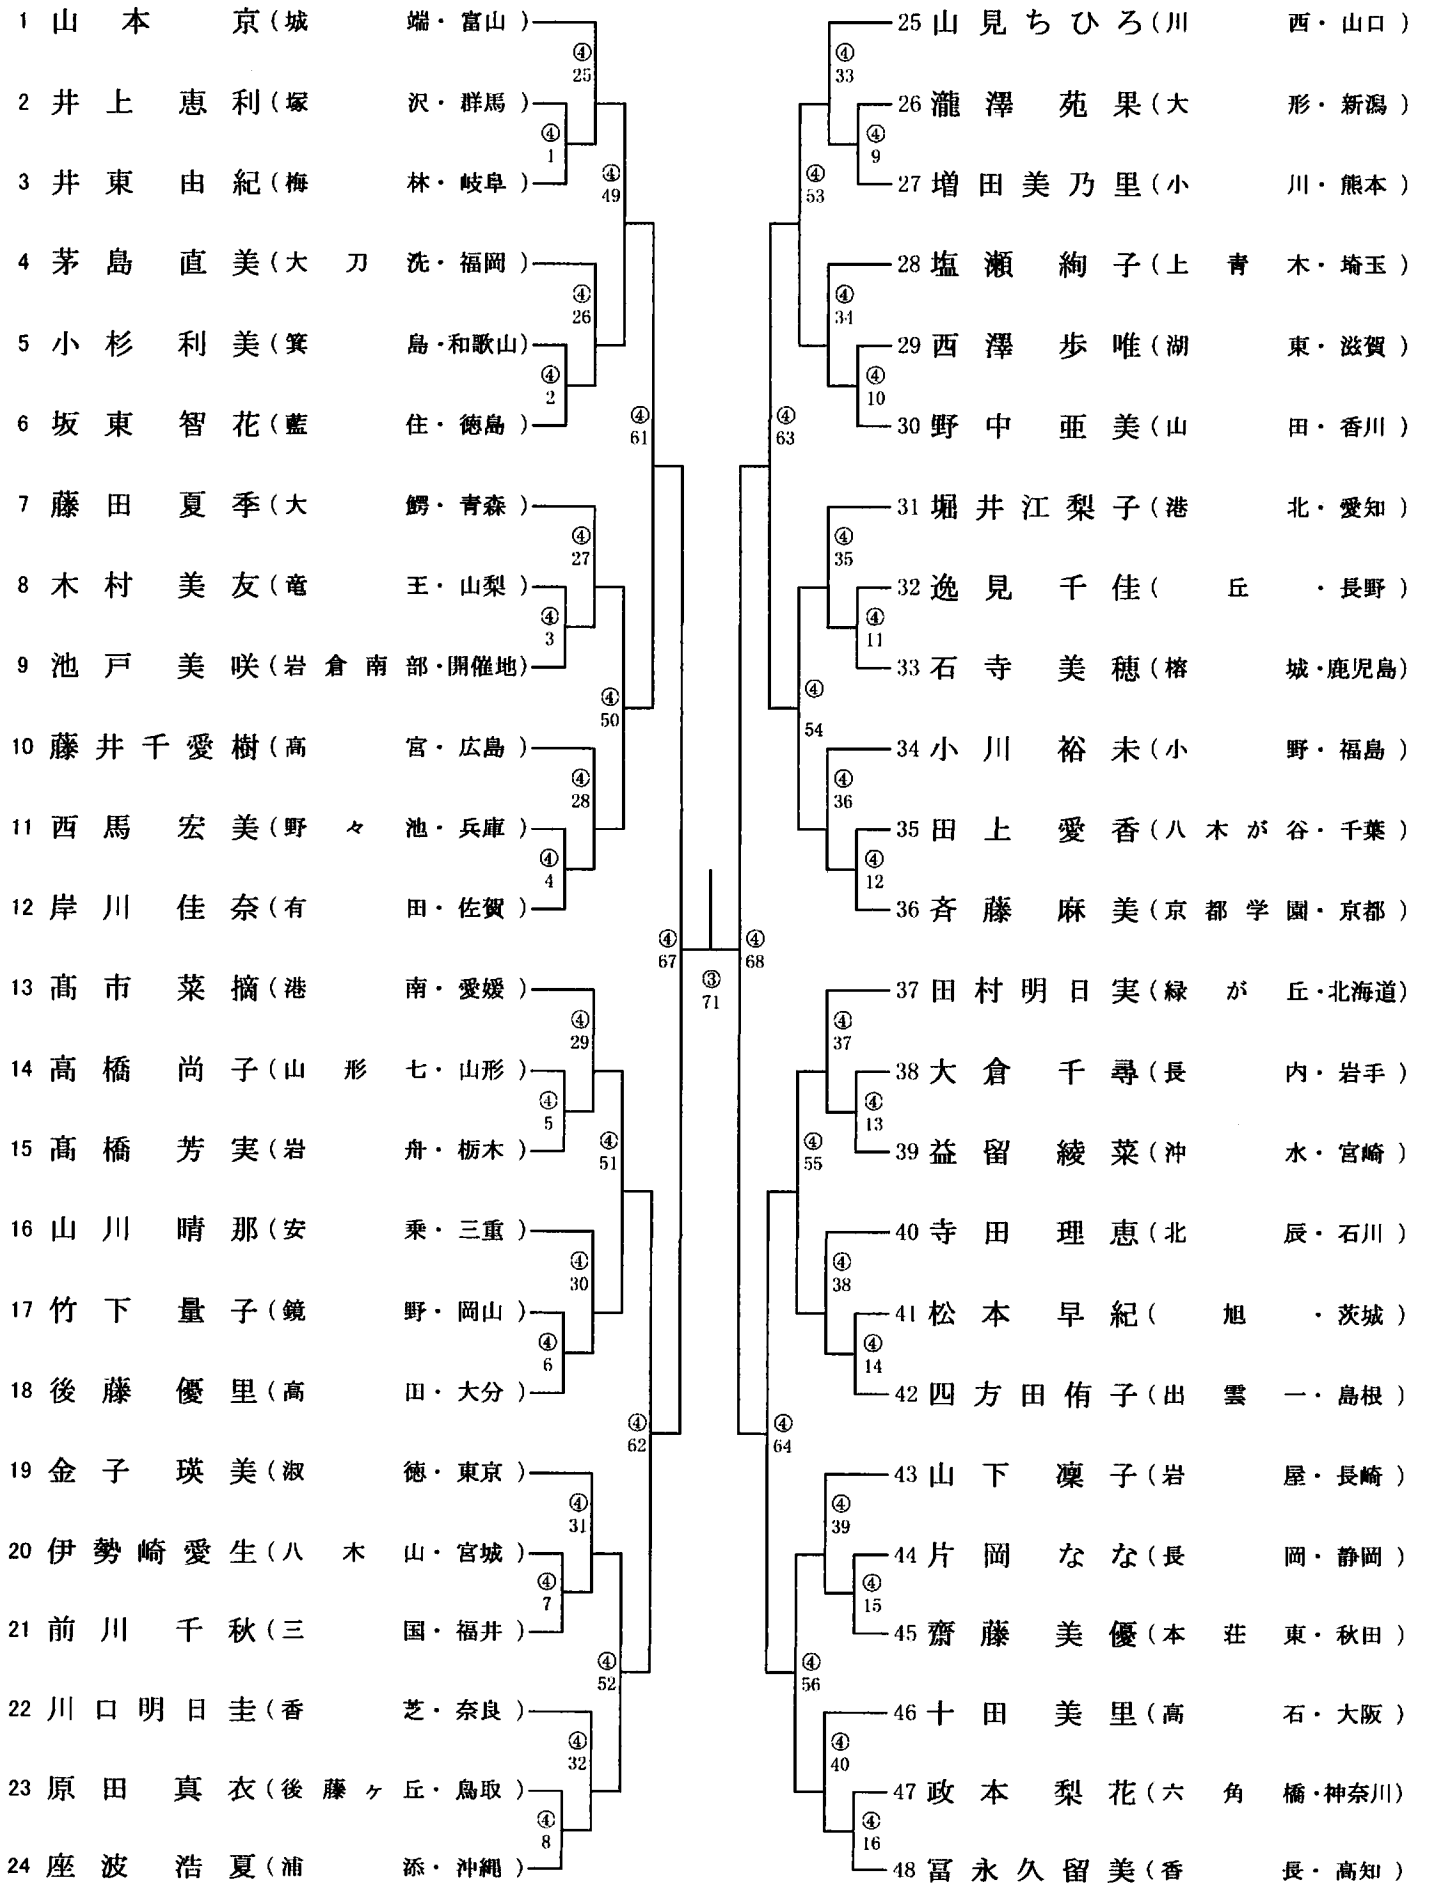 1 山本京(城端・富山)
2 井上恵利(塚沢・群馬)
3 井東由紀(梅林・岐阜)
4 茅島直美(大刀洗・福岡)
5 小杉利美(箕島・和歌山)
6 坂東智花(藍住・徳島)
7 藤田夏季(大鰐・青森)
8 木村美友(竜王・山梨)
9 池戸美咲(岩倉南部・開催地)
10 藤井千愛樹(高宮・広島)
11 西馬宏美(野々池・兵庫)
12 岸川佳奈(有田・佐賀)
13 髙市菜摘(港南・愛媛)
14 高橋尚子(山形七・山形)
15 髙橋芳実(岩舟・栃木)
16 山川晴那(安乗・三重)
17 竹下量子(鏡野・岡山)
18 後藤優里(高田・大分)
19 金子瑛美(淑徳・東京)
20 伊勢崎愛生(八木山・宮城)
21 前川千秋(三国・福井)
22 川口明日圭(香芝・奈良)
23 原田真衣(後藤ヶ丘・鳥取)
24 座波浩夏(浦添・沖縄)
④ 25
④ 1
④ 49
④ 26
④ 2
④ 61
④ 27
④ 3
④ 50
④ 28
④ 4
④ 67
④ 29
④ 5
④ 51
④ 30
④ 6
④ 62
④ 31
④ 7
④ 52
④ 32
④ 8
③ 71
④ 33
④ 9
④ 53
④ 34
④ 10
④ 63
④ 35
④ 11
④ 54
④ 36
④ 12
④ 68
④ 37
④ 13
④ 55
④ 38
④ 14
④ 64
④ 39
④ 15
④ 56
④ 40
④ 16
25 山見ちひろ(川西・山口)
26 瀧澤苑果(大形・新潟)
27 増田美乃里(小川・熊本)
28 塩瀬絢子(上青木・埼玉)
29 西澤歩唯(湖東・滋賀)
30 野中亜美(山田・香川)
31 堀井江梨子(港北・愛知)
32 逸見千佳(丘・長野)
33 石寺美穂(榕城・鹿児島)
34 小川裕未(小野・福島)
35 田上愛香(八木が谷・千葉)
36 斉藤麻美(京都学園・京都)
37 田村明日実(緑が丘・北海道)
38 大倉千尋(長内・岩手)
39 益留綾菜(沖水・宮崎)
40 寺田理恵(北辰・石川)
41 松本早紀(旭・茨城)
42 四方田侑子(出雲一・島根)
43 山下凜子(岩屋・長崎)
44 片岡なな(長岡・静岡)
45 齋藤美優(本荘東・秋田)
46 十田美里(高石・大阪)
47 政本梨花(六角橋・神奈川)
48 冨永久留美(香長・高知)